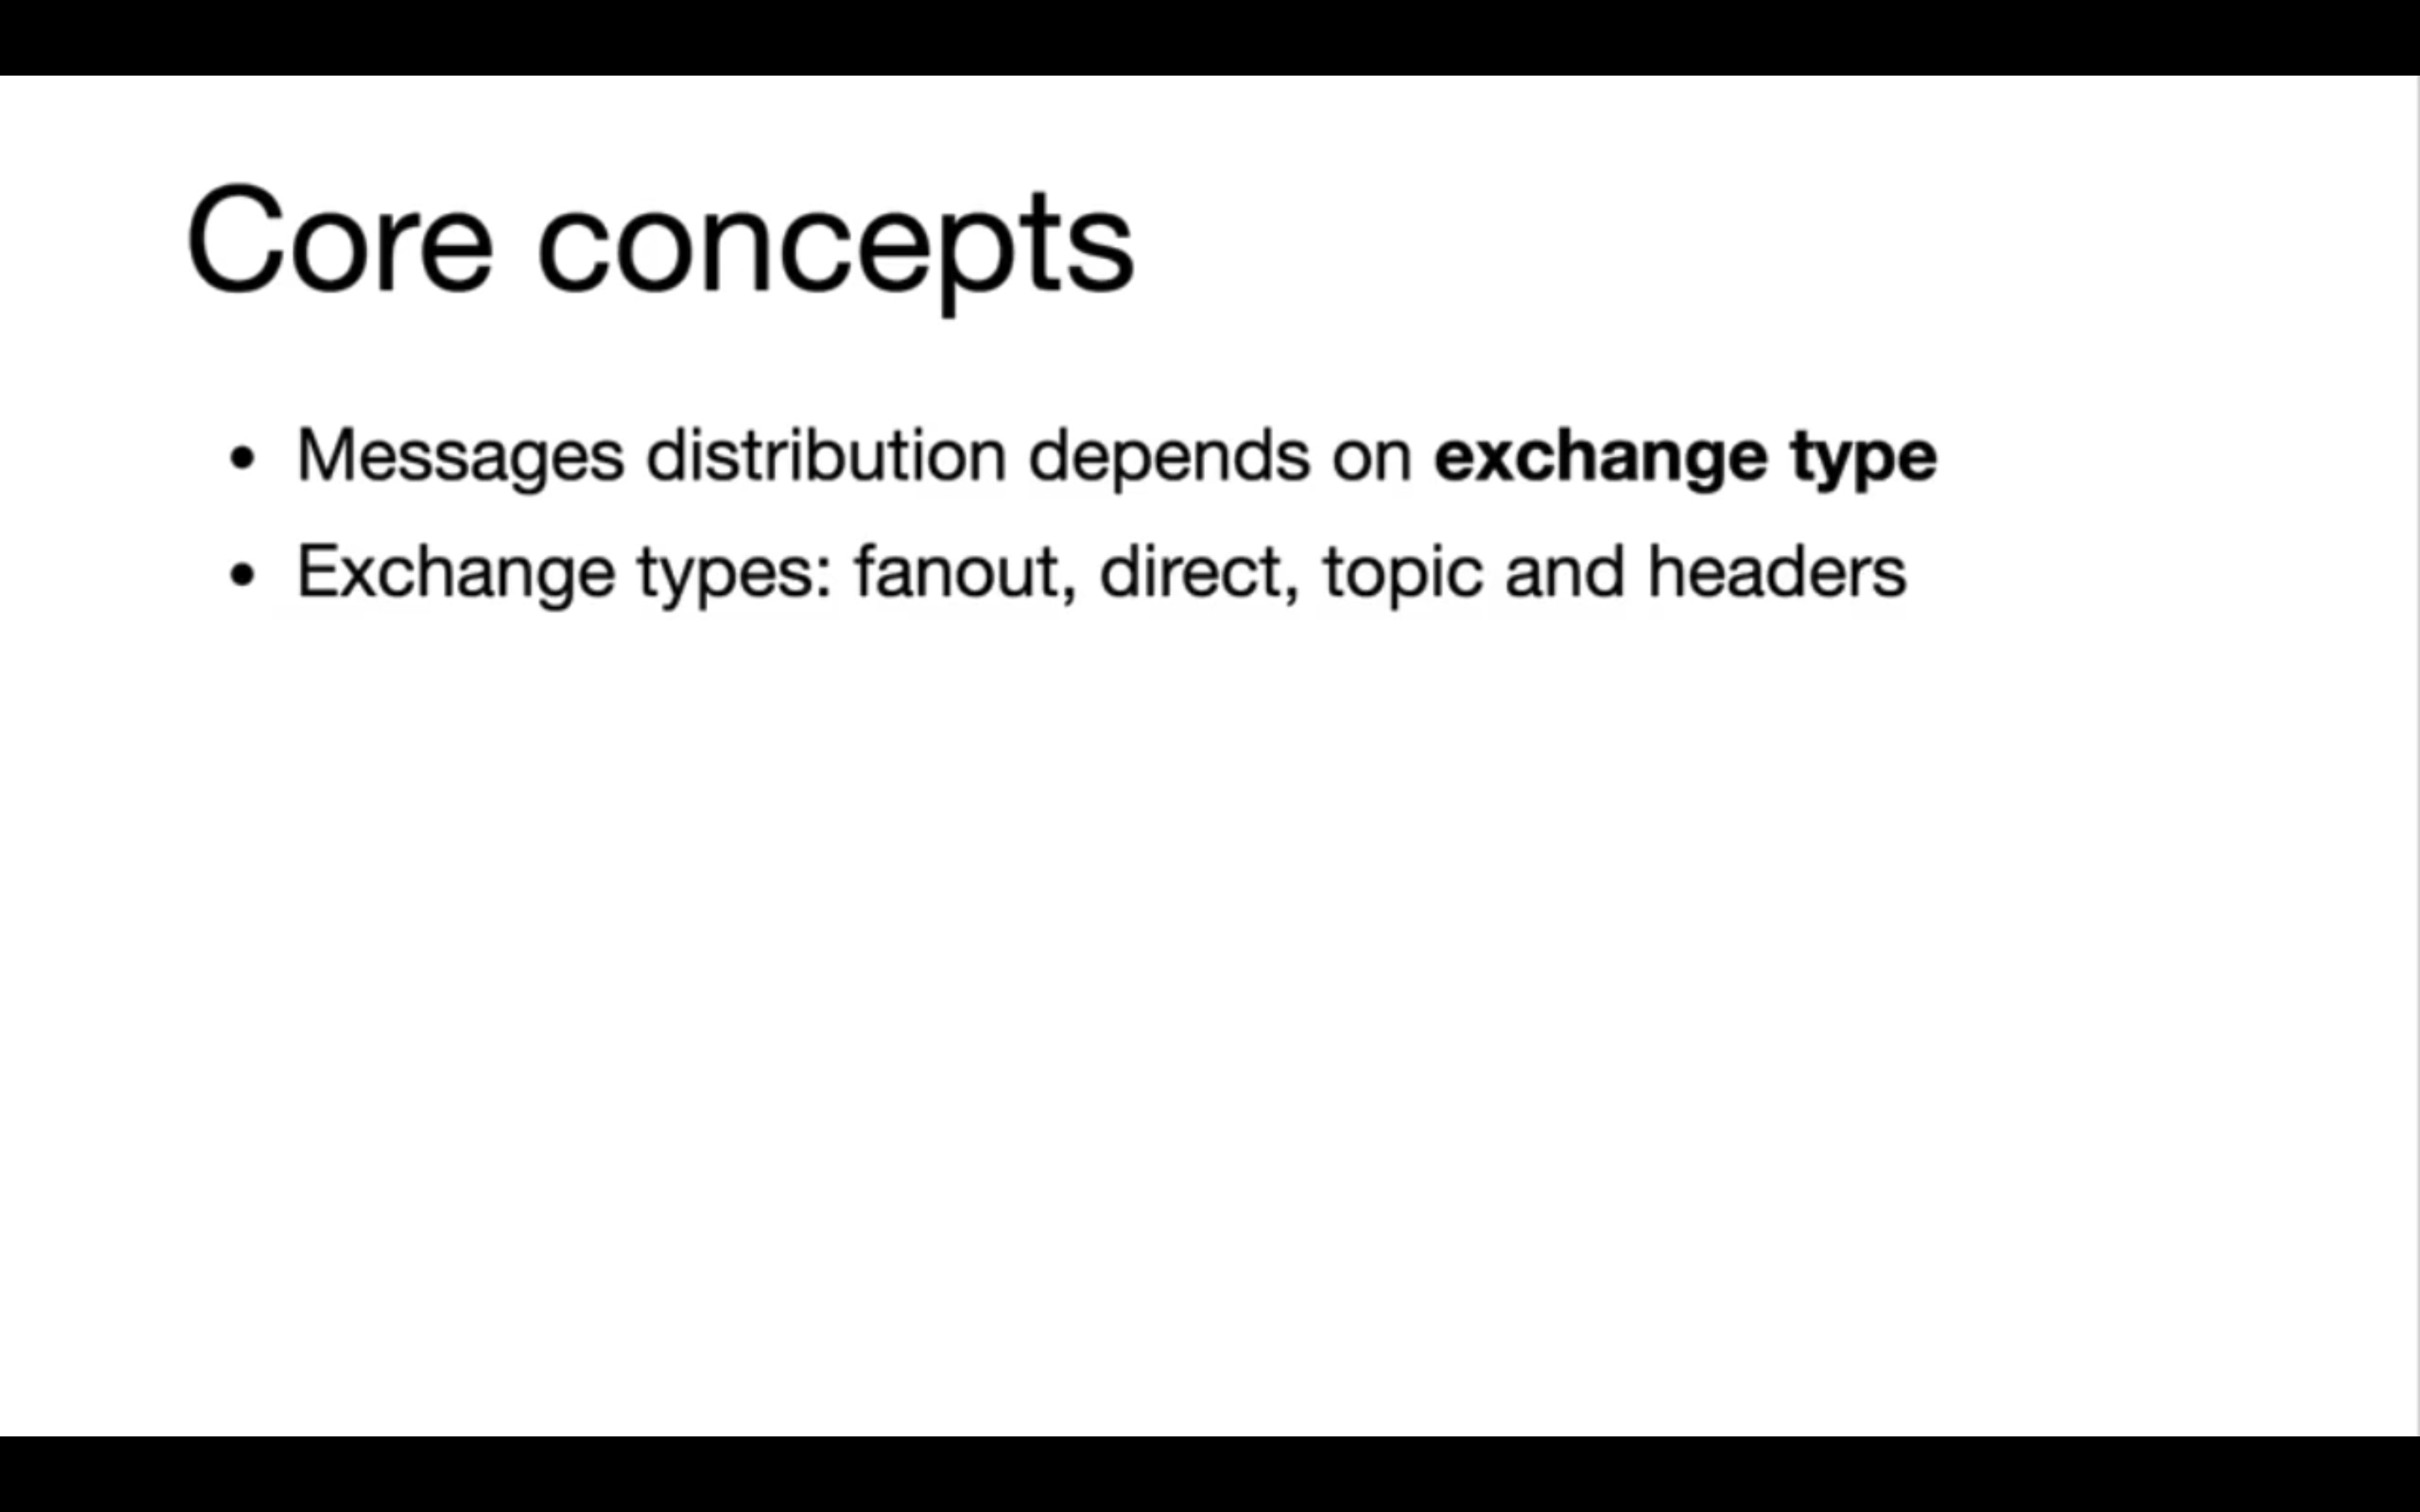 Core concepts
• Messages distribution depends on exchange type
• Exchange types: fanout, direct, topic and headers